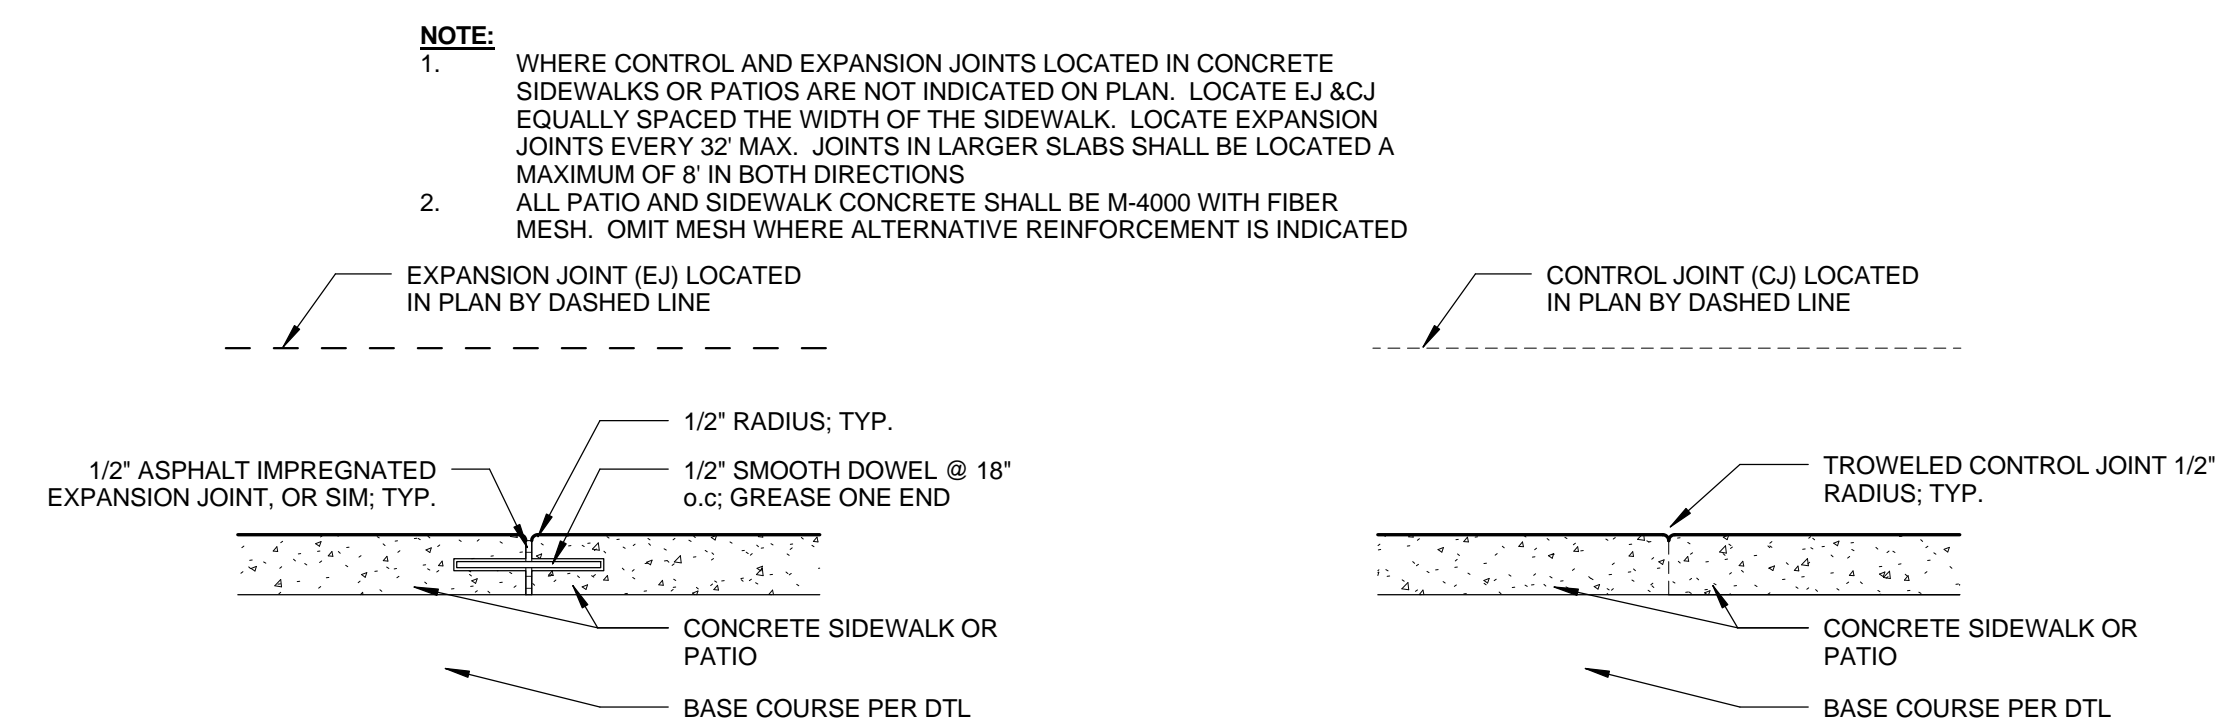 NOTE:
1. WHERE CONTROL AND EXPANSION JOINTS LOCATED IN CONCRETE
SIDEWALKS OR PATIOS ARE NOT INDICATED ON PLAN. LOCATE EJ &CJ
EQUALLY SPACED THE WIDTH OF THE SIDEWALK. LOCATE EXPANSION
JOINTS EVERY 32' MAX. JOINTS IN LARGER SLABS SHALL BE LOCATED A
MAXIMUM OF 8' IN BOTH DIRECTIONS
2. ALL PATIO AND SIDEWALK CONCRETE SHALL BE M-4000 WITH FIBER
MESH. OMIT MESH WHERE ALTERNATIVE REINFORCEMENT IS INDICATED
EXPANSION JOINT (EJ) LOCATED
IN PLAN BY DASHED LINE
1/2" RADIUS; TYP.
1/2" ASPHALT IMPREGNATED
EXPANSION JOINT, OR SIM; TYP.
1/2" SMOOTH DOWEL @ 18"
o.c; GREASE ONE END
CONCRETE SIDEWALK OR
PATIO
BASE COURSE PER DTL
CONTROL JOINT (CJ) LOCATED
IN PLAN BY DASHED LINE
TROWELED CONTROL JOINT 1/2"
RADIUS; TYP.
CONCRETE SIDEWALK OR
PATIO
BASE COURSE PER DTL